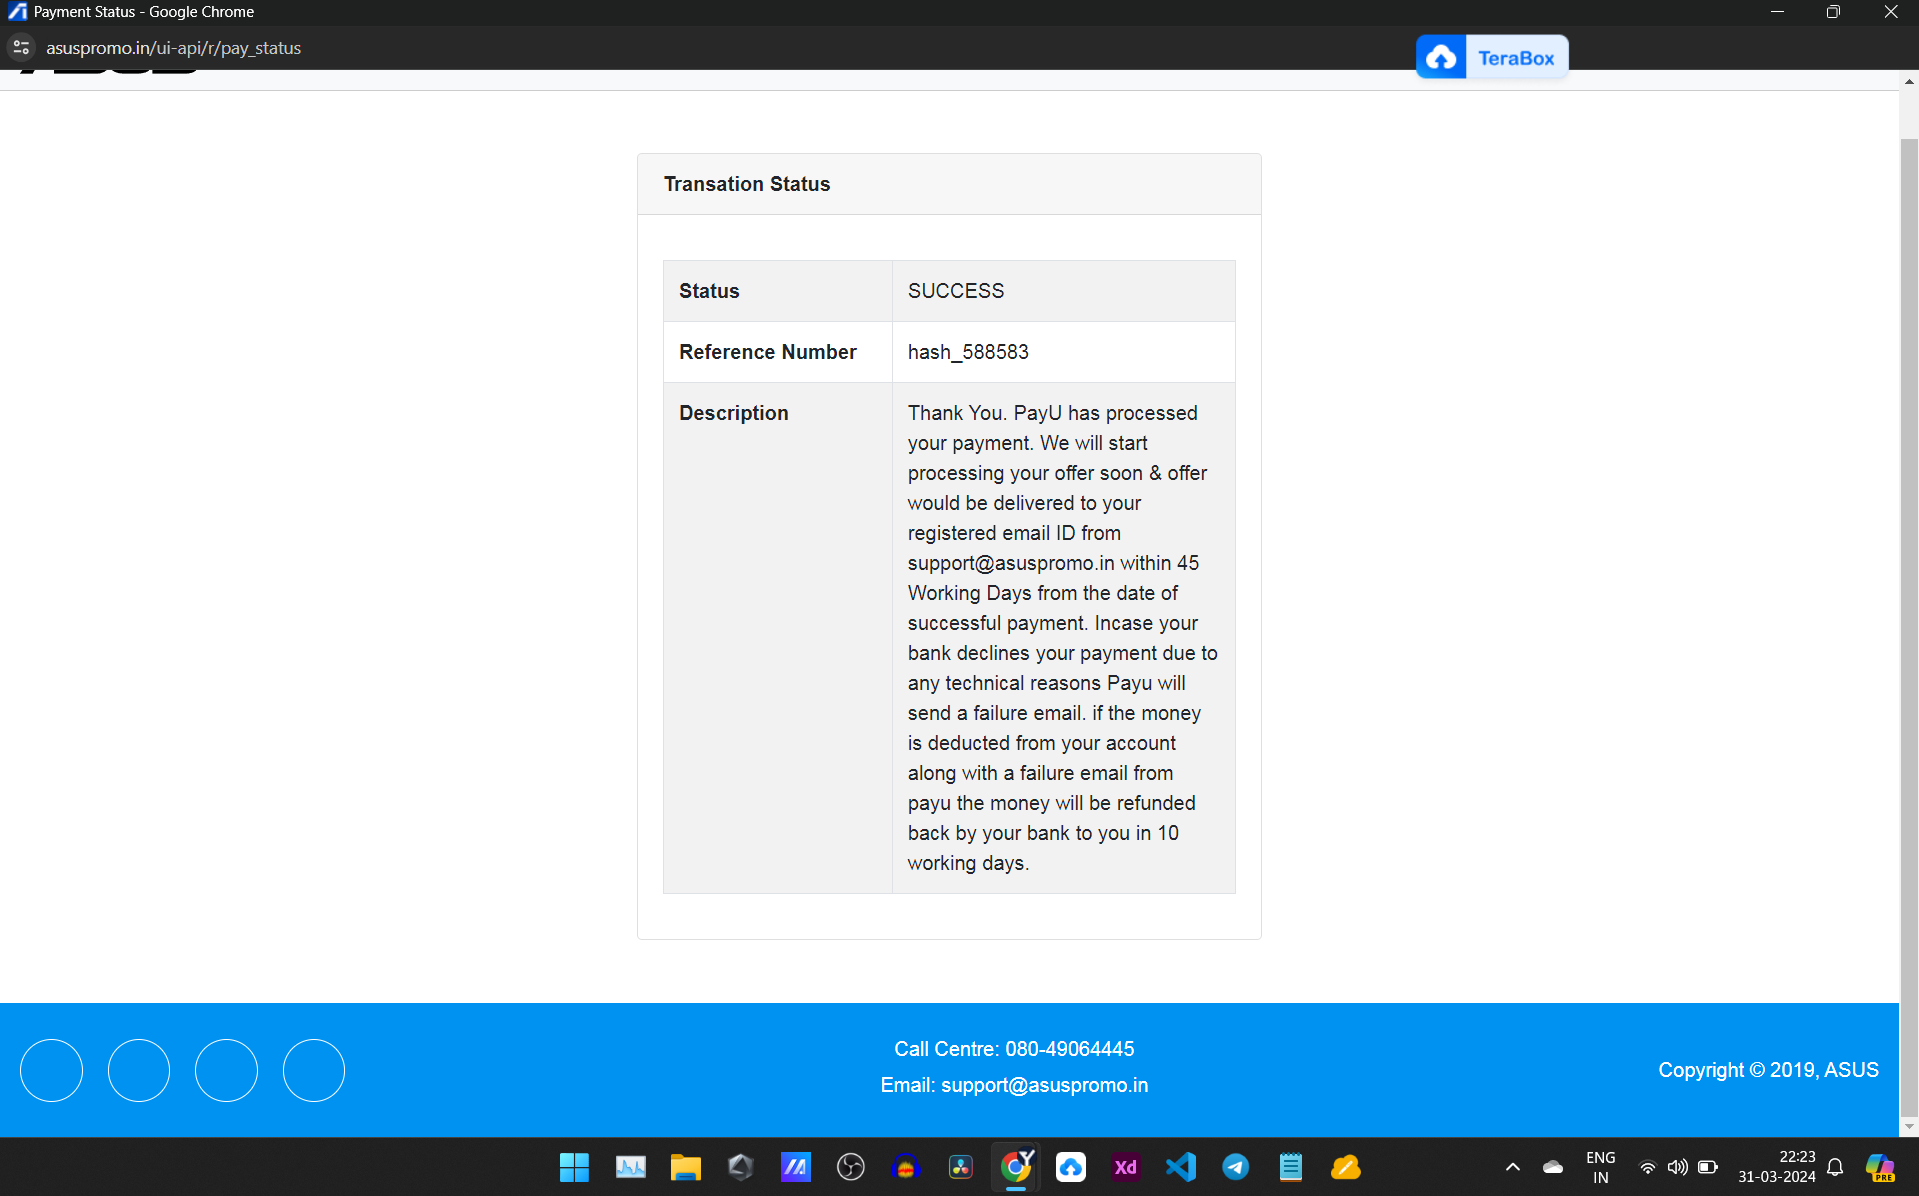 Payment Status - Google Chrome
asuspromo.in/ui-api/r/pay_status
TeraBox
Transation Status
Status SUCCESS
Reference Number hash_588583
Description Thank You. PayU has processed
your payment. We will start
processing your offer soon & offer
would be delivered to your
registered email ID from
support@asuspromo.in within 45
Working Days from the date of
successful payment. Incase your
bank declines your payment due to
any technical reasons Payu will
send a failure email. if the money
is deducted from your account
along with a failure email from
payu the money will be refunded
back by your bank to you in 10
working days.
Call Centre: 080-49064445
Email: support@asuspromo.in
Copyright © 2019, ASUS
Xd
ENG
IN
22:23
31-03-2024
PRE